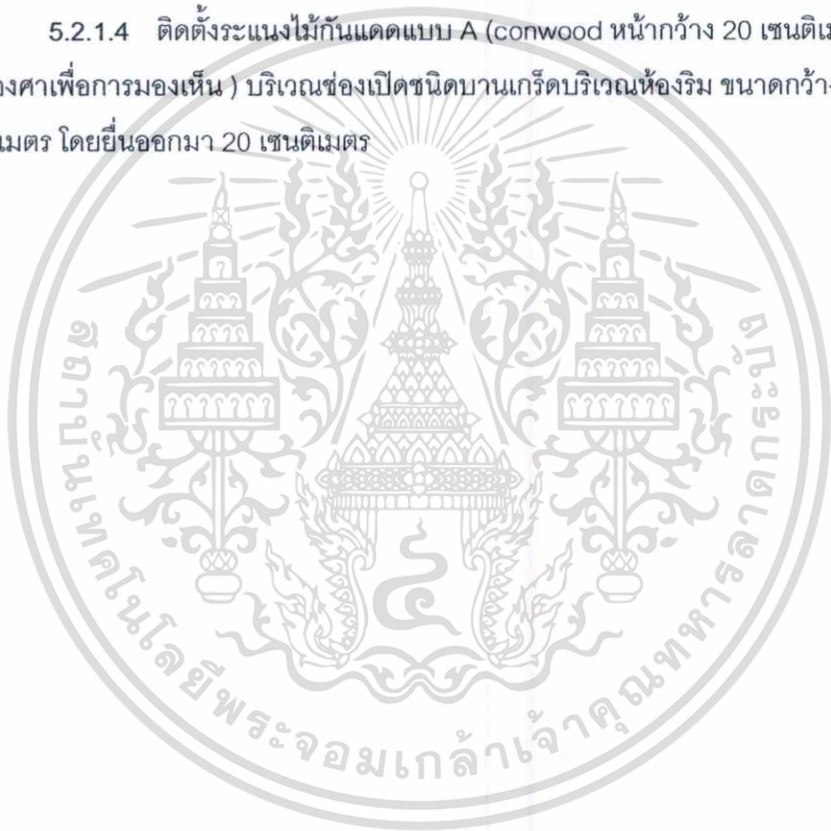 5.2.1.4 ติดตั้งระแนงไม้กันแดดแบบ A (conwood หน้ากว้าง 20 เซนติเม
องศาเพื่อการมองเห็น ) บริเวณช่องเปิดชนิดบานเกร็ดบริเวณห้องริม ขนาดกว้าง
เมตร โดยยื่นออกมา 20 เซนติเมตร
สถาบันเทคโนโลยีพระจอมเกล้าเจ้าคุณทหารลาดกระบัง